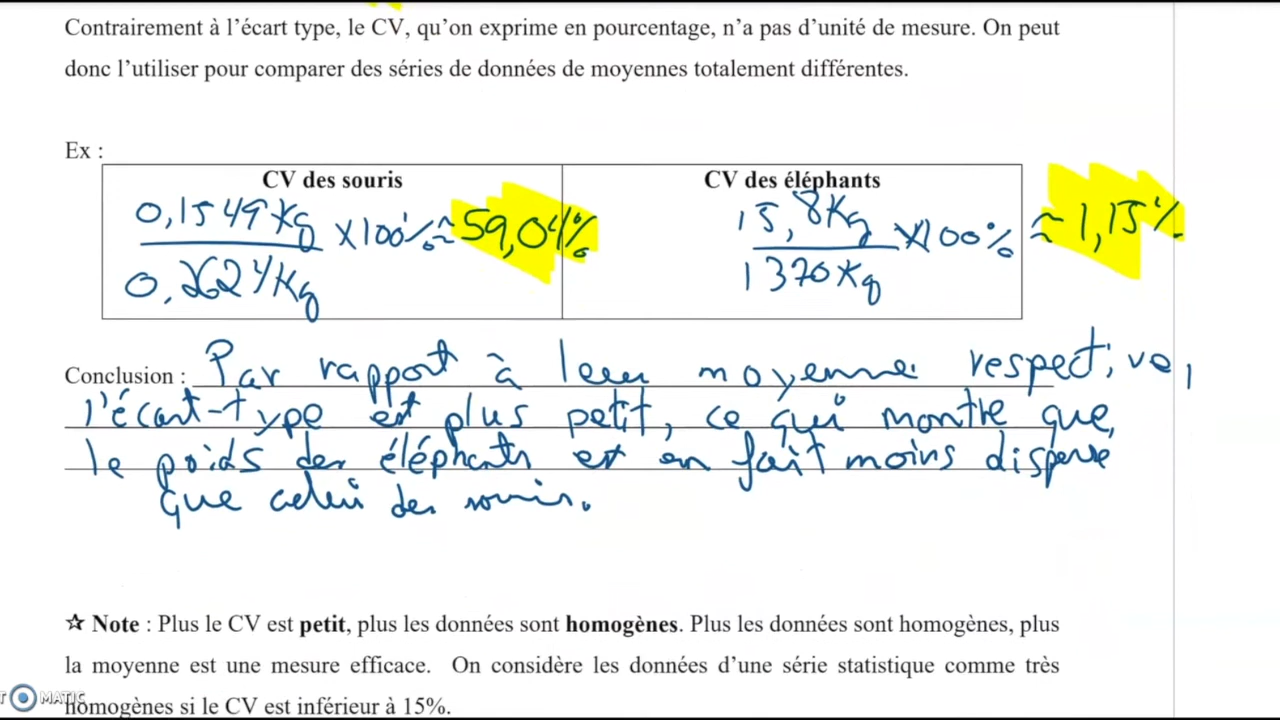 Contrairement à l'écart type, le CV, qu'on exprime en pourcentage, n'a pas d'unité de mesure. On peut
donc l'utiliser pour comparer des séries de données de moyennes totalement différentes.
Ex :
CV des souris
CV des éléphants
0,1549 Kg
0,2624 Kg
×100% ≈ 59,04%
15,8 Kg
1370 Kg
×100% ≈ 1,15%
Conclusion : Par rapport à leur moyenne respective,
l'écart-type est plus petit, ce qui montre que
le poids des éléphants est en fait moins dispersé
que celui des souris.
☆ Note : Plus le CV est petit, plus les données sont homogènes. Plus les données sont homogènes, plus
la moyenne est une mesure efficace. On considère les données d'une série statistique comme très
homogènes si le CV est inférieur à 15%.
MATIC